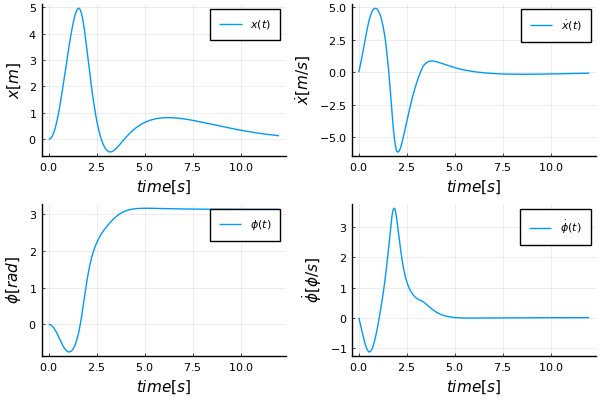 x[m]
5
4
3
2
1
0
x(t)
0.0 2.5 5.0 7.5 10.0
time[s]
ẋ[m/s]
5.0
2.5
0.0
−2.5
−5.0
ẋ(t)
0.0 2.5 5.0 7.5 10.0
time[s]
ϕ[rad]
3
2
1
0
ϕ(t)
0.0 2.5 5.0 7.5 10.0
time[s]
ϕ̇[ϕ/s]
3
2
1
0
−1
ϕ̇(t)
0.0 2.5 5.0 7.5 10.0
time[s]